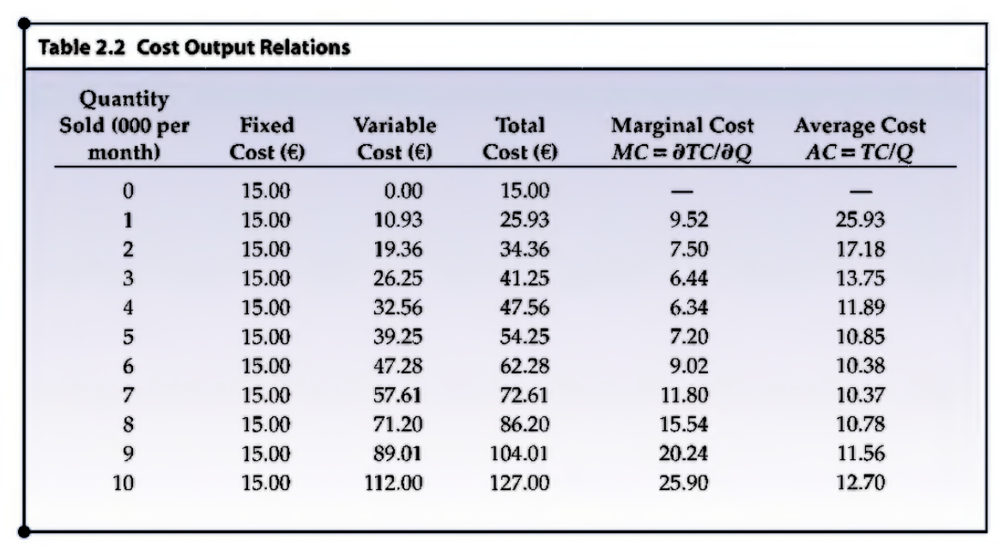 Table 2.2 Cost Output Relations
Quantity Sold (000 per month) Fixed Cost (€) Variable Cost (€) Total Cost (€) Marginal Cost MC = ∂TC/∂Q Average Cost AC = TC/Q
0 15.00 0.00 15.00 — —
1 15.00 10.93 25.93 9.52 25.93
2 15.00 19.36 34.36 7.50 17.18
3 15.00 26.25 41.25 6.44 13.75
4 15.00 32.56 47.56 6.34 11.89
5 15.00 39.25 54.25 7.20 10.85
6 15.00 47.28 62.28 9.02 10.38
7 15.00 57.61 72.61 11.80 10.37
8 15.00 71.20 86.20 15.54 10.78
9 15.00 89.01 104.01 20.24 11.56
10 15.00 112.00 127.00 25.90 12.70